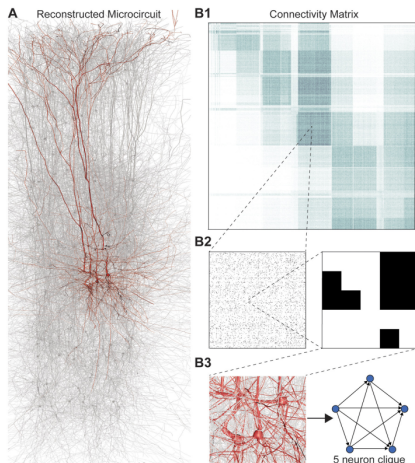 A Reconstructed Microcircuit
B1 Connectivity Matrix
B2
B3
5 neuron clique